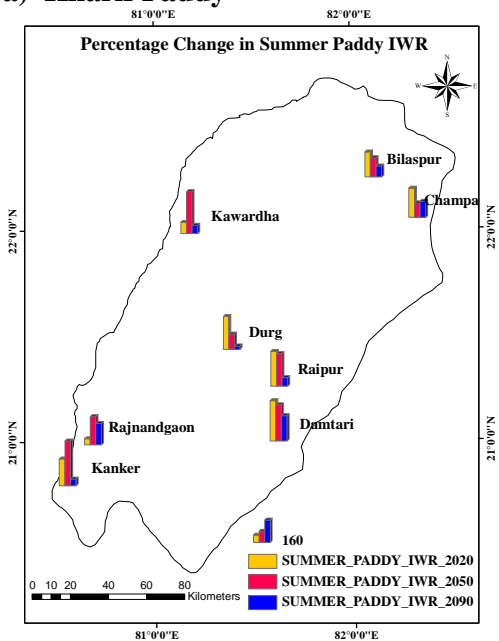 a) Kharif Paddy
81°0'0"E 82°0'0"E
Percentage Change in Summer Paddy IWR
N
W E
S
Bilaspur
Champa
Kawardha
22°0'0"N 22°0'0"N
Durg
Raipur
Rajnandgaon
Damtari
21°0'0"N 21°0'0"N
Kanker
160
SUMMER_PADDY_IWR_2020
SUMMER_PADDY_IWR_2050
SUMMER_PADDY_IWR_2090
0 10 20 40 60 80
Kilometers
81°0'0"E 82°0'0"E